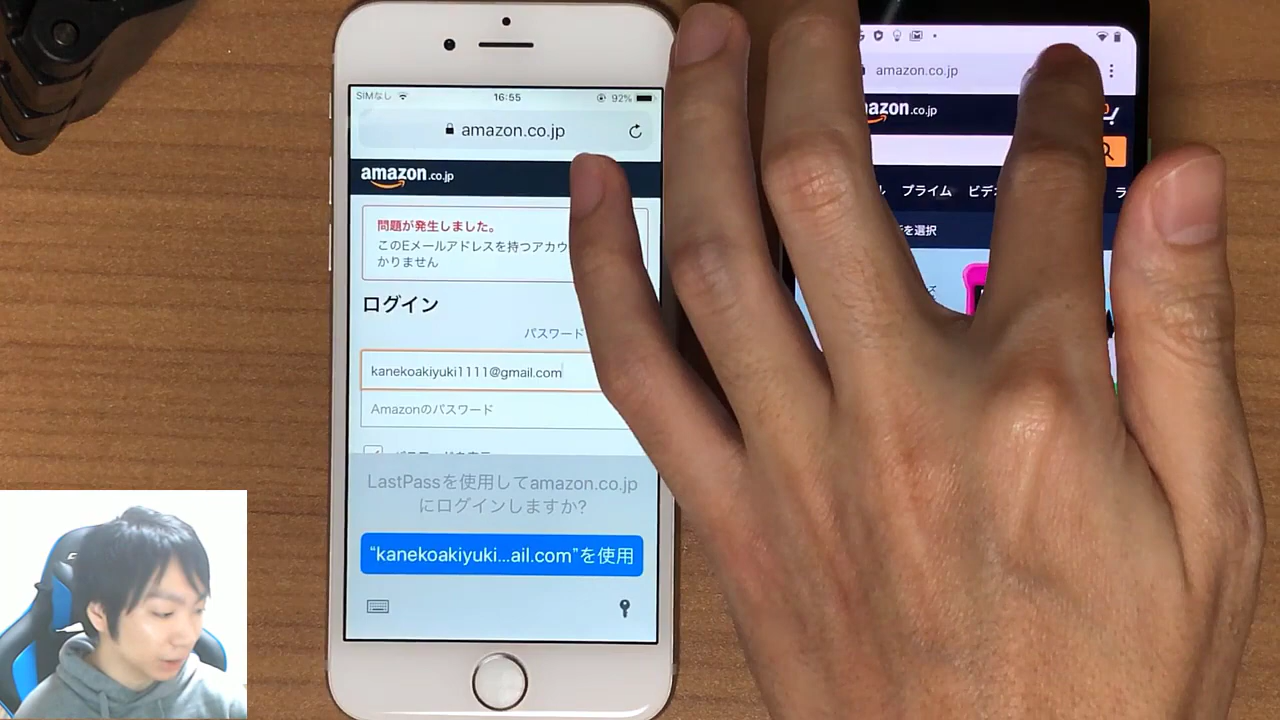 SIMなし 16:55 92%
amazon.co.jp
amazon.co.jp
問題が発生しました。
このEメールアドレスを持つアカウ
かりません
ログイン
パスワード
kanekoakiyuki1111@gmail.com
Amazonのパスワード
LastPassを使用してamazon.co.jp
にログインしますか?
“kanekoakiyuki...ail.com”を使用
amazon.co.jp
azon.co.jp
ル プライム ビデ ラ
を選択